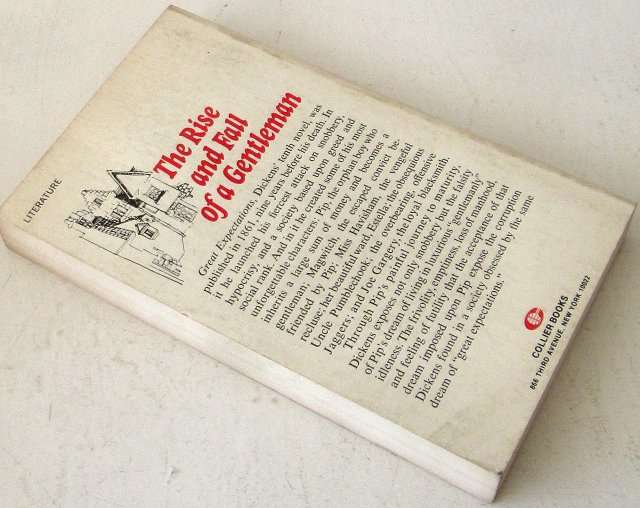 LITERATURE
The Rise
and Fall
of a Gentleman
Great Expectations, Dickens' tenth novel, was
published in 1861, nine years before his death. In
it he launched his fiercest attack on snobbery,
hypocrisy, and a society based upon greed and
social rank. And in it he created some of his most
unforgettable characters: Pip, the orphan boy who
inherits a large sum of money and becomes a
gentleman; Magwitch, the escaped convict be-
friended by Pip; Miss Havisham, the vengeful
recluse; her beautiful ward Estella; the obsequious
Uncle Pumblechook; the overbearing, offensive
Jaggers; and Joe Gargery, the loyal blacksmith.
Through Pip's painful journey to maturity,
Dickens exposes not only snobbery but the falsity
of Pip's dream of living in luxurious "gentlemanly"
idleness. The frivolity, emptiness, loss of manhood,
and feeling of futility that the acceptance of that
dream imposed upon Pip expose the corruption
Dickens found in a society obsessed by the same
dream of "great expectations."
COLLIER BOOKS
866 THIRD AVENUE, NEW YORK 10022